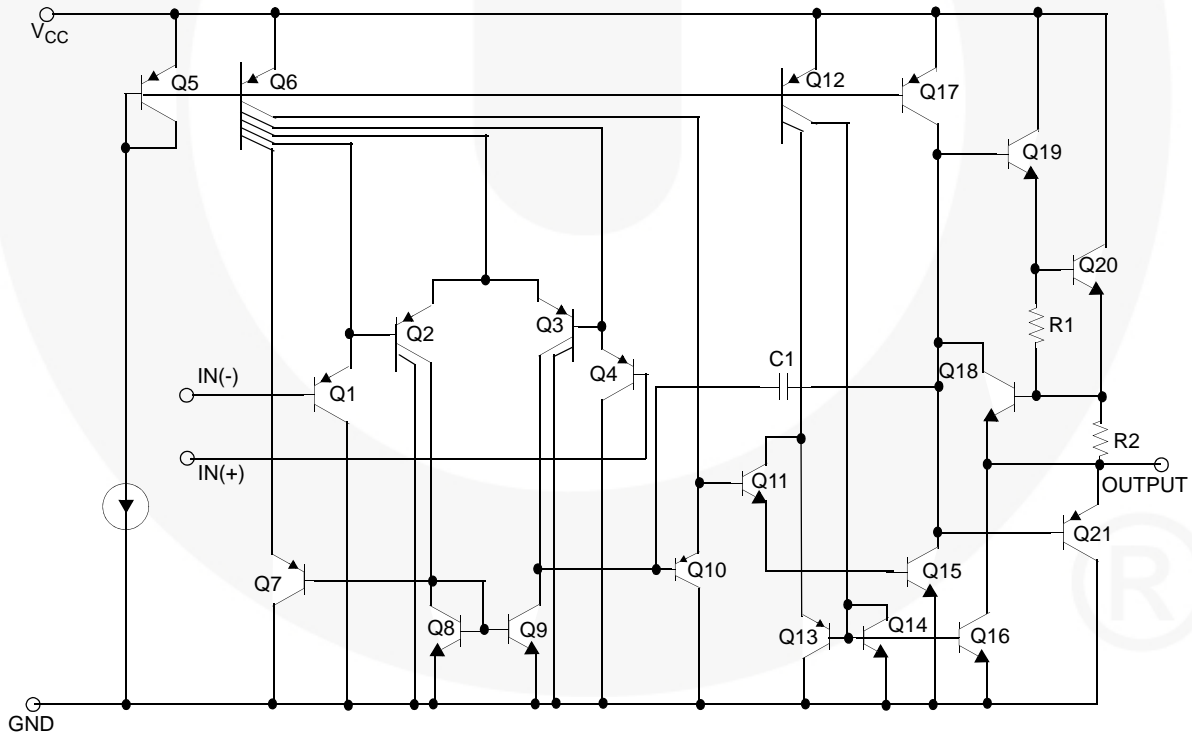 VCC
Q5
Q6
Q12
Q17
Q19
Q20
Q2
Q3
R1
C1
Q18
Q4
Q1
IN(-)
R2
IN(+)
Q11
OUTPUT
Q21
Q7
Q10
Q15
Q8
Q9
Q13
Q14
Q16
GND
®